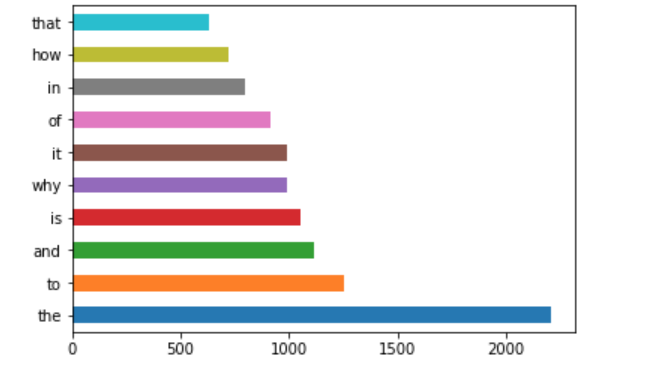 that
how
in
of
it
why
is
and
to
the
0 500 1000 1500 2000